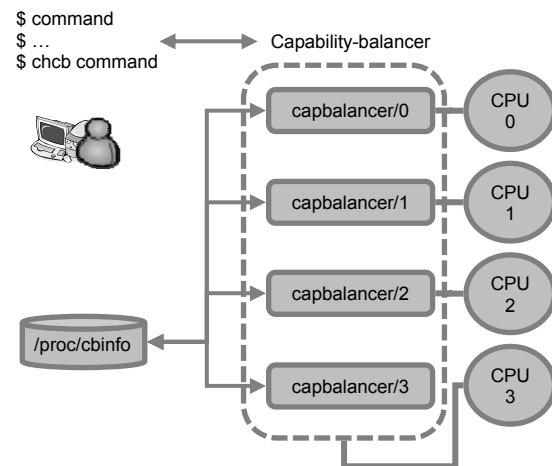 $ command
$ …
$ chcb command
Capability-balancer
capbalancer/0
CPU
0
capbalancer/1
CPU
1
capbalancer/2
CPU
2
/proc/cbinfo
capbalancer/3
CPU
3